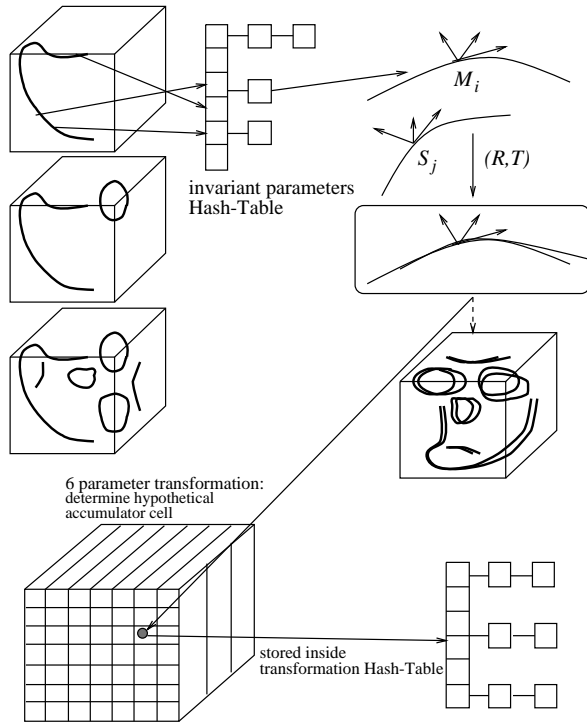 M_i
S_j
(R,T)
invariant parameters
Hash-Table
6 parameter transformation:
determine hypothetical
accumulator cell
stored inside
transformation Hash-Table